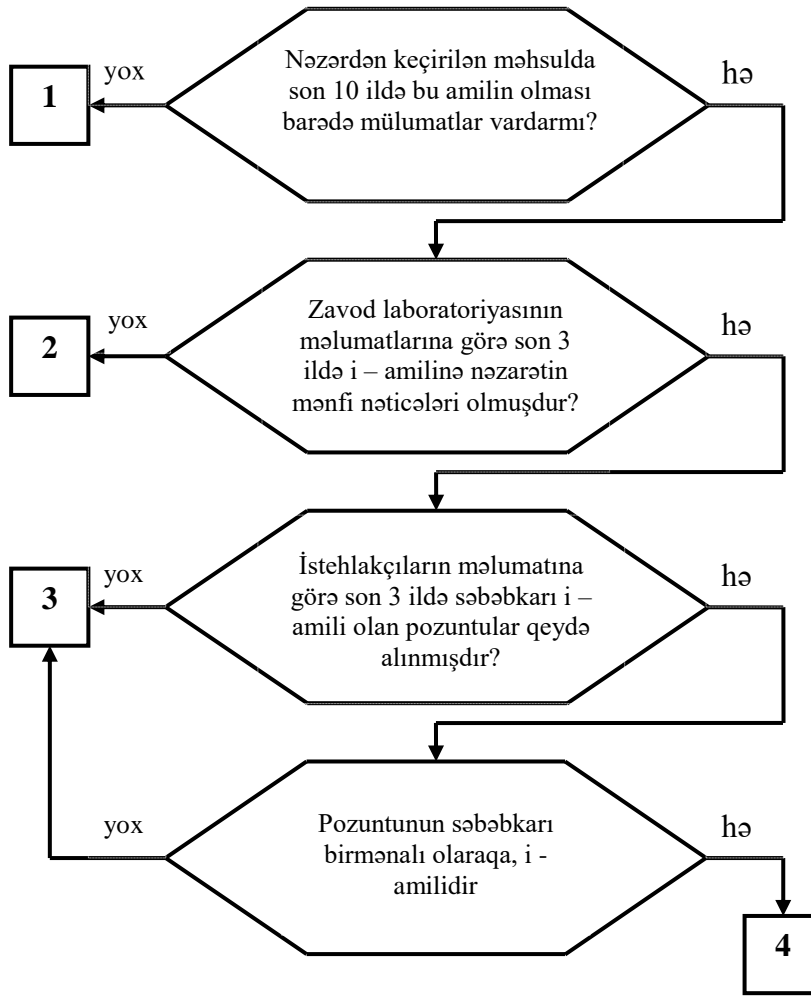 Nəzərdən keçirilən məhsulda
son 10 ildə bu amilin olması
barədə mülumatlar vardarmı?
yox
hə
1
Zavod laboratoriyasının
məlumatlarına görə son 3
ildə i – amilinə nəzarətin
mənfi nəticələri olmuşdur?
yox
hə
2
İstehlakçıların məlumatına
görə son 3 ildə səbəbkarı i –
amili olan pozuntular qeydə
alınmışdır?
yox
hə
3
Pozuntunun səbəbkarı
birmənalı olaraqa, i -
amilidir
yox
hə
4